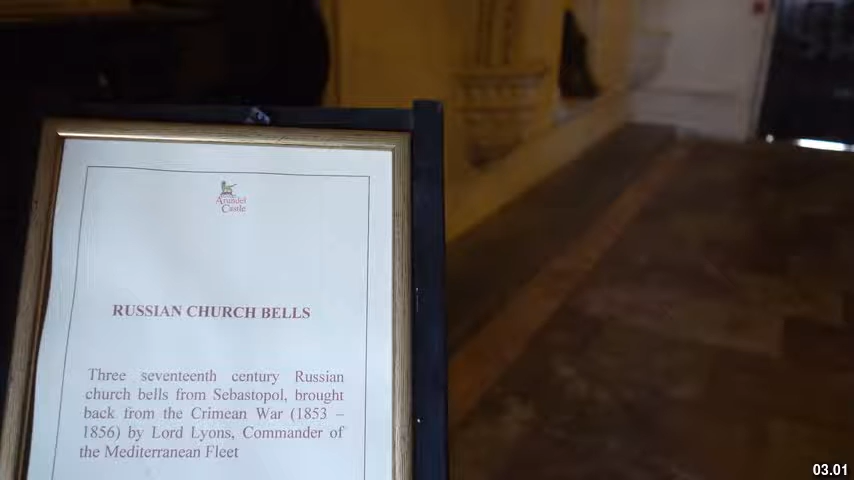 Arundel
Castle
RUSSIAN CHURCH BELLS
Three seventeenth century Russian
church bells from Sebastopol, brought
back from the Crimean War (1853 –
1856) by Lord Lyons, Commander of
the Mediterranean Fleet
03.01